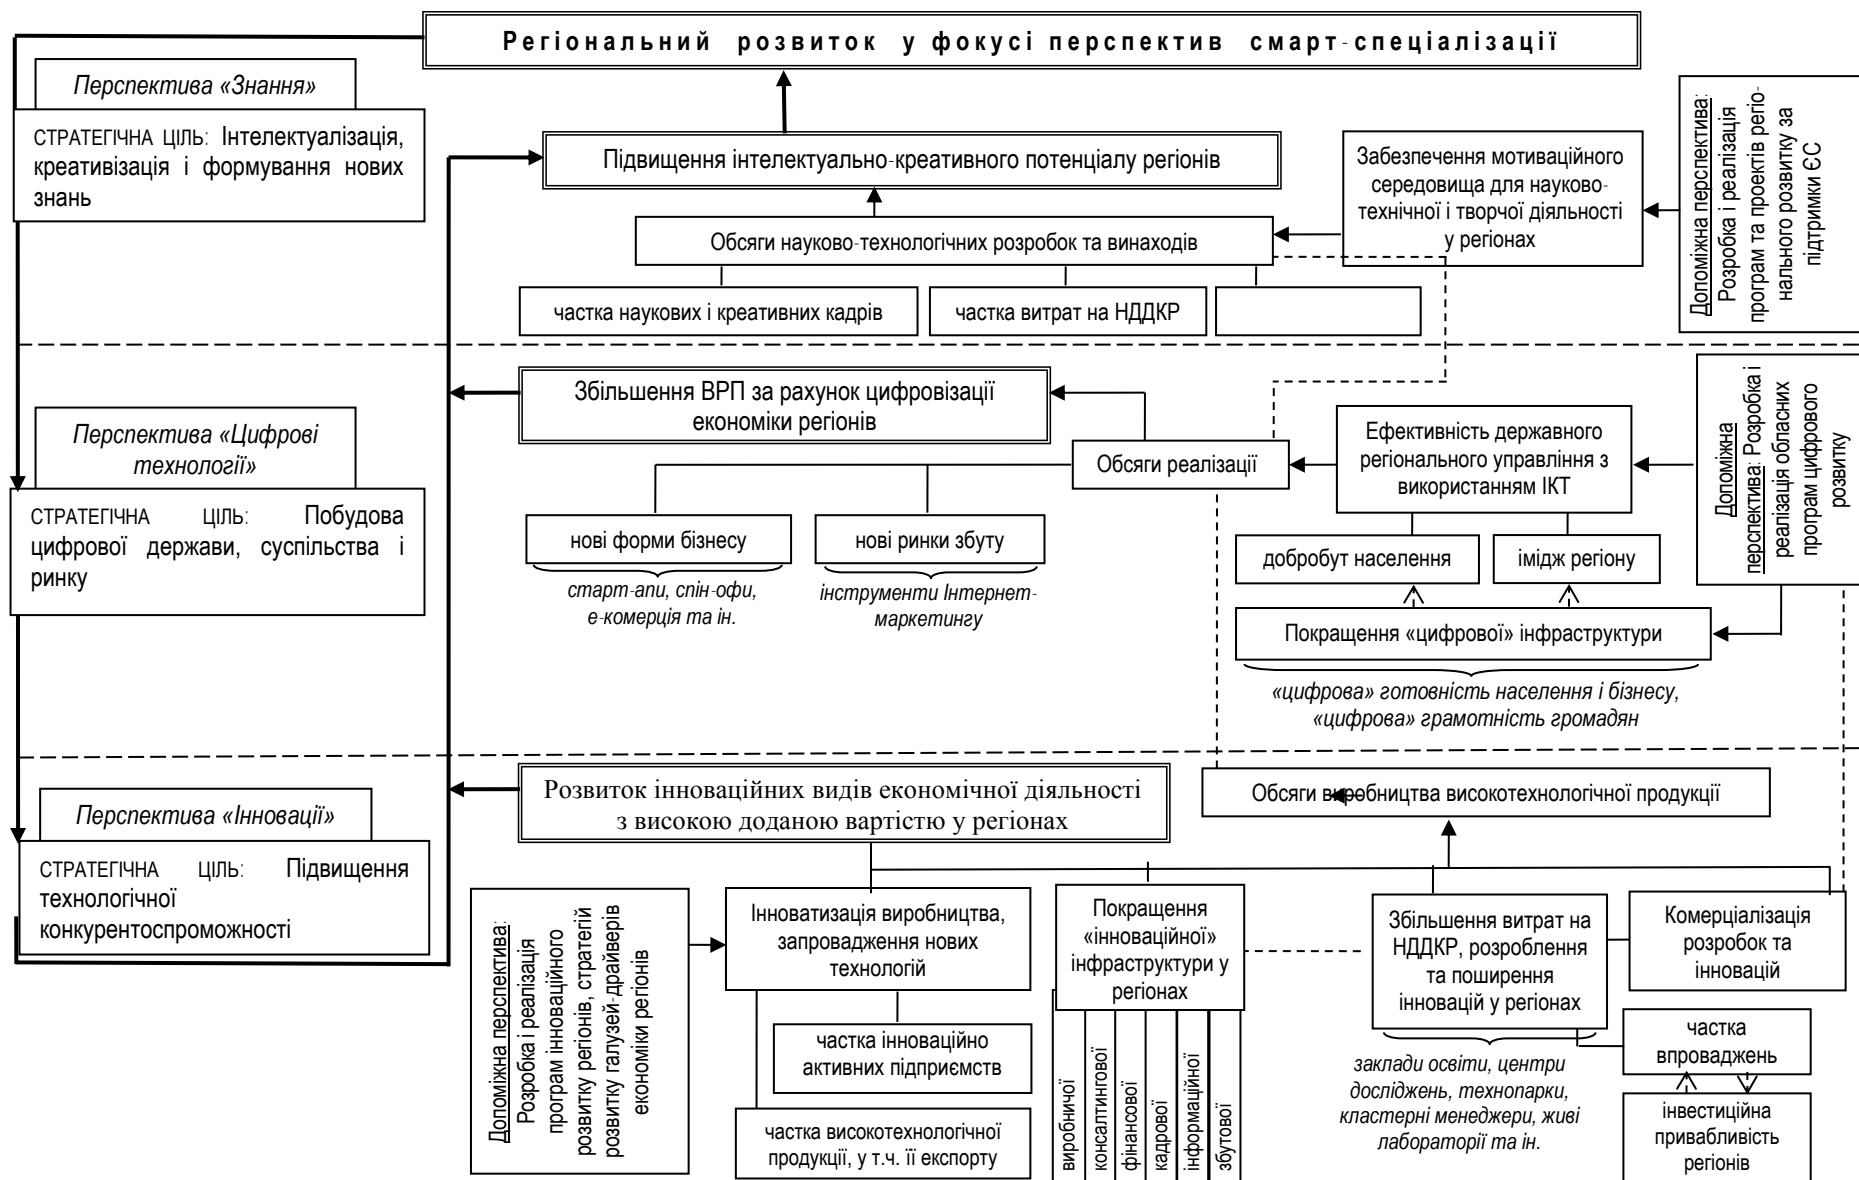 Регіональний розвиток у фокусі перспектив смарт-спеціалізації
Перспектива «Знання»
СТРАТЕГІЧНА ЦІЛЬ: Інтелектуалізація,
креативізація і формування нових
знань
Підвищення інтелектуально-креативного потенціалу регіонів
Забезпечення мотиваційного
середовища для науково-
технічної і творчої діяльності
у регіонах
Допоміжна перспектива:
Розробка і реалізація
програм та проектів регіо-
нального розвитку за
підтримки ЄС
Обсяги науково-технологічних розробок та винаходів
частка наукових і креативних кадрів
частка витрат на НДДКР
Перспектива «Цифрові
технології»
СТРАТЕГІЧНА ЦІЛЬ: Побудова
цифрової держави, суспільства і
ринку
Збільшення ВРП за рахунок цифровізації
економіки регіонів
Обсяги реалізації
Ефективність державного
регіонального управління з
використанням ІКТ
Допоміжна
перспектива: Розробка і
реалізація обласних
програм цифрового
розвитку
нові форми бізнесу
нові ринки збуту
старт-апи, спін-офи,
е-комерція та ін.
інструменти Інтернет-
маркетингу
добробут населення
імідж регіону
Покращення «цифрової» інфраструктури
«цифрова» готовність населення і бізнесу,
«цифрова» грамотність громадян
Перспектива «Інновації»
СТРАТЕГІЧНА ЦІЛЬ: Підвищення
технологічної
конкурентоспроможності
Розвиток інноваційних видів економічної діяльності
з високою доданою вартістю у регіонах
Обсяги виробництва високотехнологічної продукції
Допоміжна перспектива:
Розробка і реалізація
програм інноваційного
розвитку регіонів, стратегій
розвитку галузей-драйверів
економіки регіонів
Інноватизація виробництва,
запровадження нових
технологій
частка інноваційно
активних підприємств
частка високотехнологічної
продукції, у т.ч. її експорту
Покращення
«інноваційної»
інфраструктури у
регіонах
виробничої
консалтингової
фінансової
кадрової
інформаційної
збутової
Збільшення витрат на
НДДКР, розроблення
та поширення
інновацій у регіонах
заклади освіти, центри
досліджень, технопарки,
кластерні менеджери, живі
лабораторії та ін.
Комерціалізація
розробок та
інновацій
частка
впроваджень
інвестиційна
привабливість
регіонів